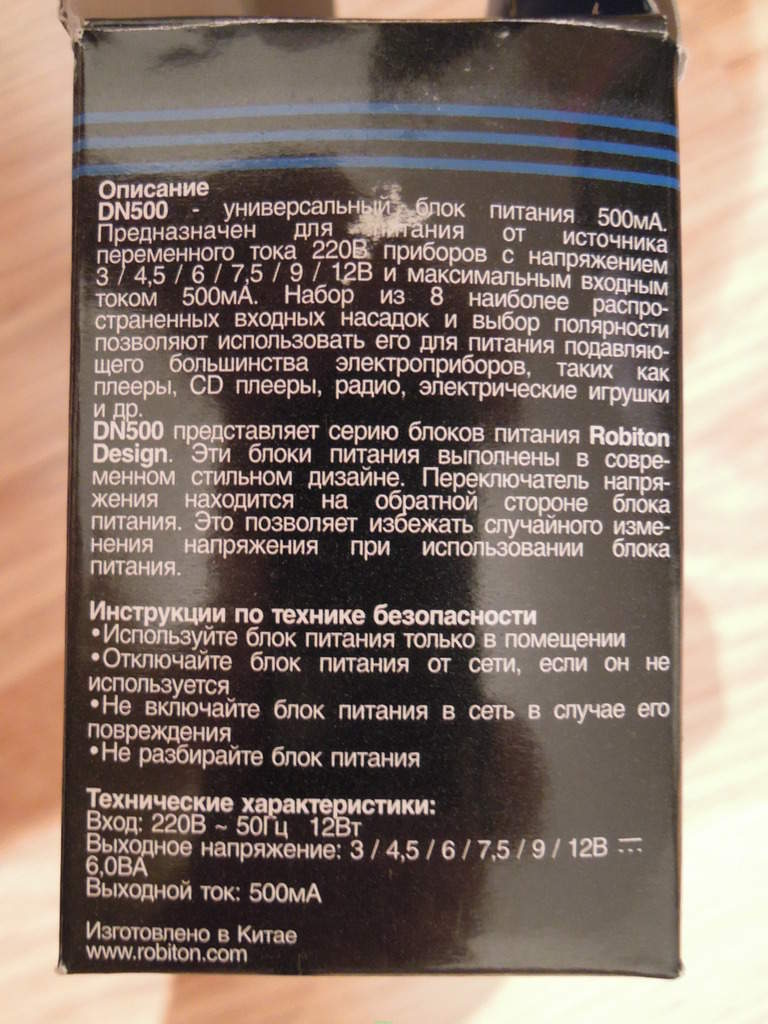 Описание
DN500 - универсальный блок питания 500мА.
Предназначен для питания от источника
переменного тока 220В приборов с напряжением
3 / 4,5 / 6 / 7,5 / 9 / 12В и максимальным входным
током 500мА. Набор из 8 наиболее распро-
страненных входных насадок и выбор полярности
позволяют использовать его для питания подавляю-
щего большинства электроприборов, таких как
плееры, CD плееры, радио, электрические игрушки
и др.
DN500 представляет серию блоков питания Robiton
Design. Эти блоки питания выполнены в совре-
менном стильном дизайне. Переключатель напря-
жения находится на обратной стороне блока
питания. Это позволяет избежать случайного изме-
нения напряжения при использовании блока
питания.
Инструкции по технике безопасности
•Используйте блок питания только в помещении
•Отключайте блок питания от сети, если он не
используется
•Не включайте блок питания в сеть в случае его
повреждения
•Не разбирайте блок питания
Технические характеристики:
Вход: 220В ~ 50Гц 12Вт
Выходное напряжение: 3 / 4,5 / 6 / 7,5 / 9 / 12В ⎓
6,0ВА
Выходной ток: 500мА
Изготовлено в Китае
www.robiton.com